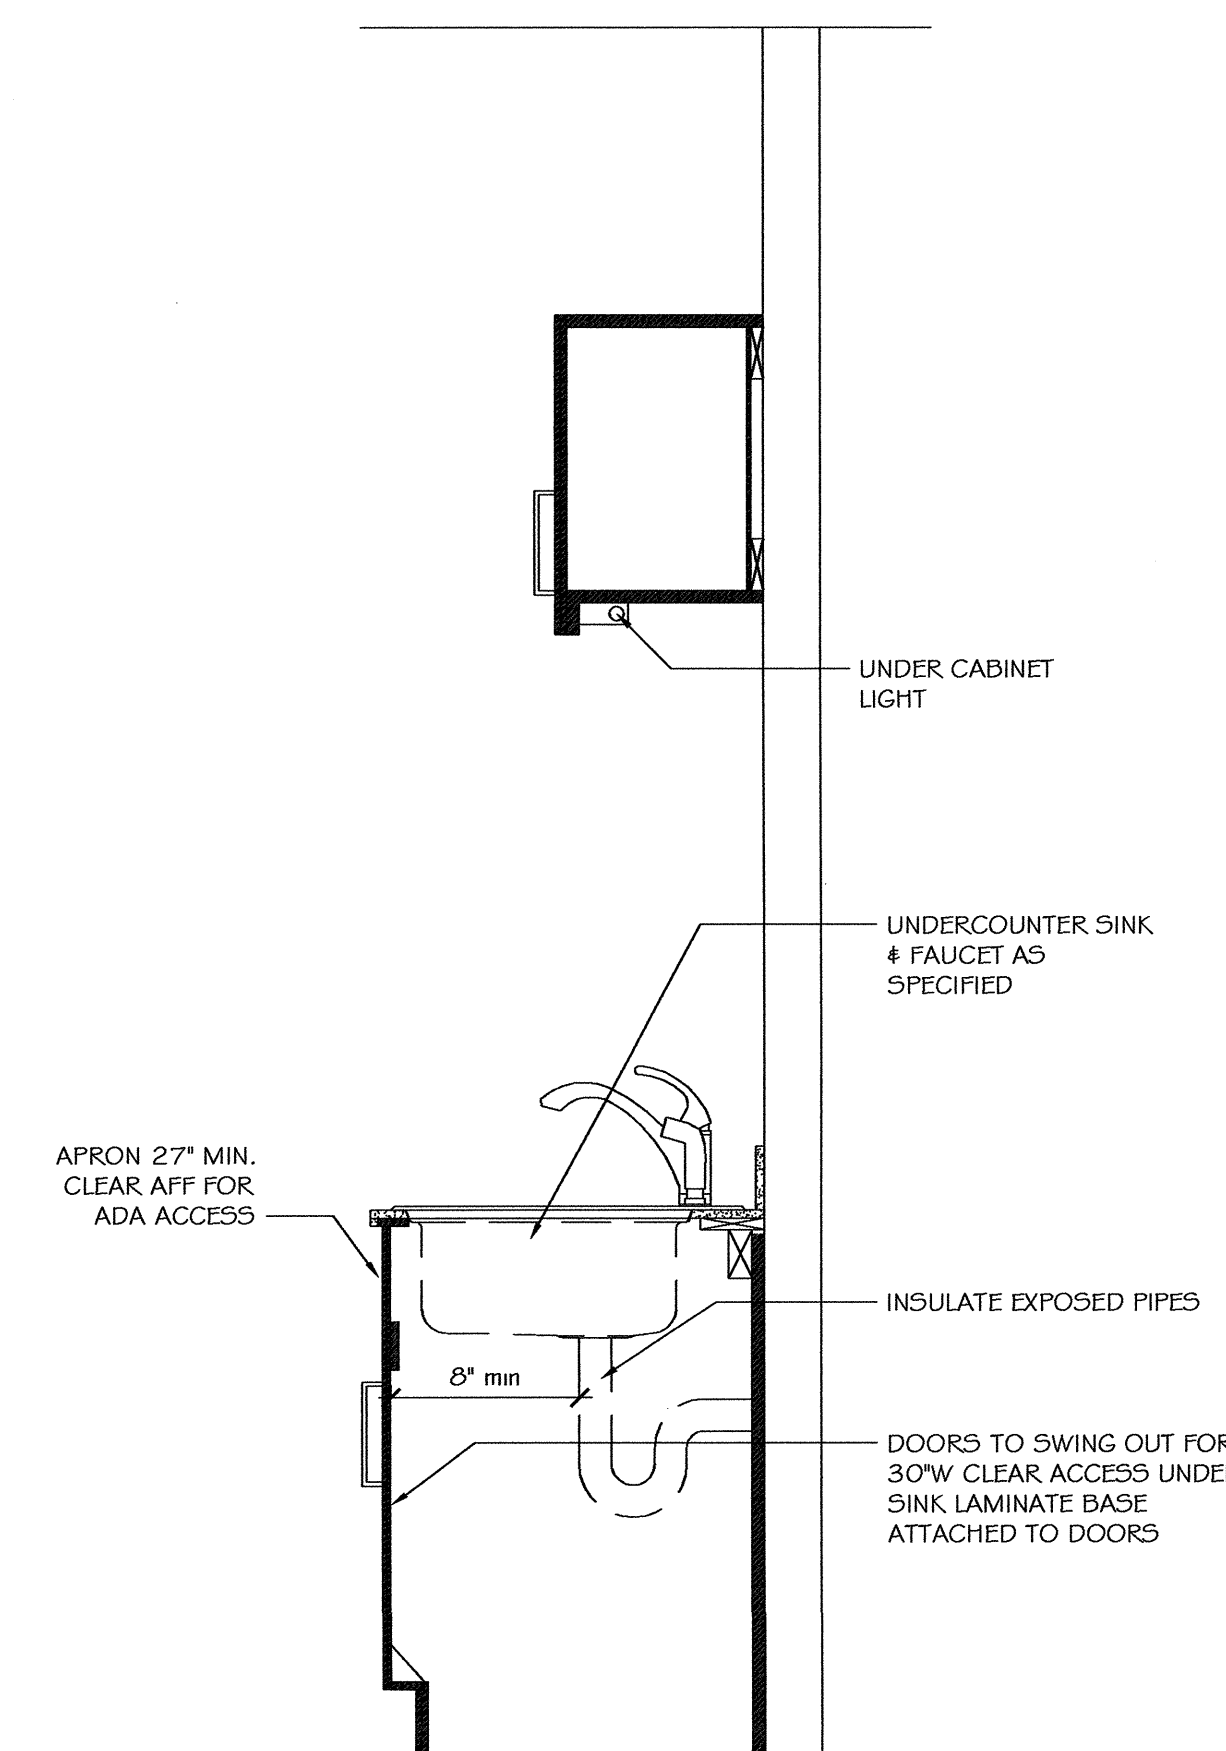 UNDER CABINET
LIGHT
UNDERCOUNTER SINK
& FAUCET AS
SPECIFIED
APRON 27" MIN.
CLEAR AFF FOR
ADA ACCESS
INSULATE EXPOSED PIPES
8" min
DOORS TO SWING OUT FOR
30"W CLEAR ACCESS UNDE
SINK LAMINATE BASE
ATTACHED TO DOORS